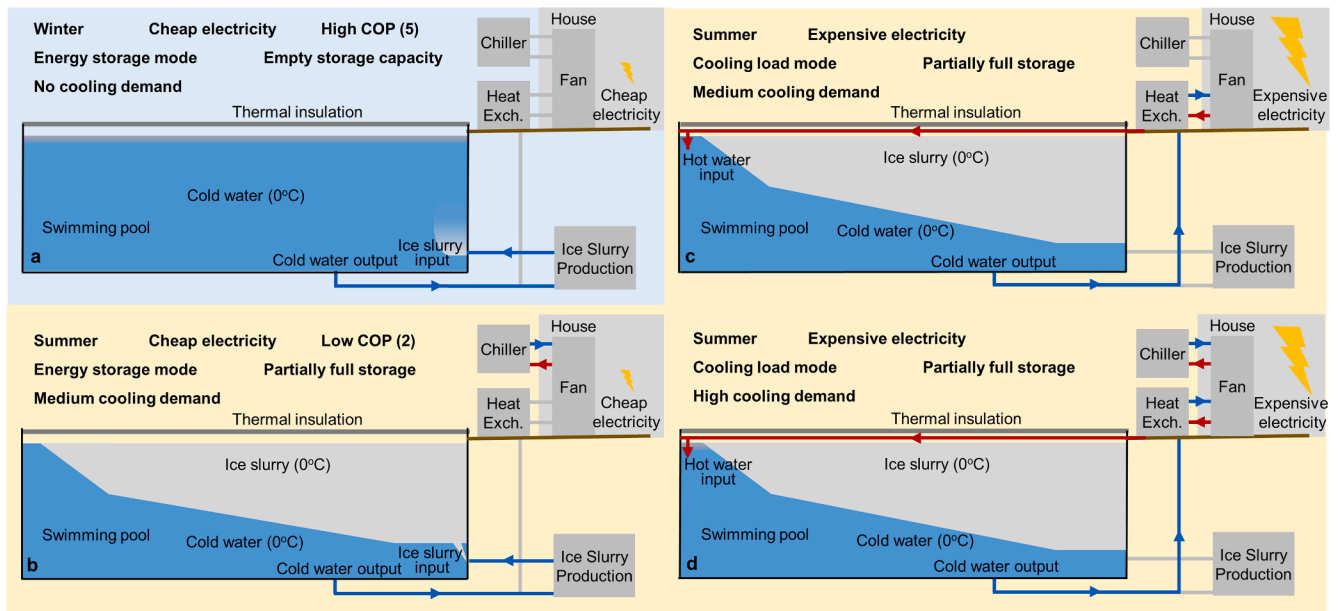 Winter Cheap electricity High COP (5)
Energy storage mode Empty storage capacity
No cooling demand
House
Chiller
Fan
Heat
Exch.
Cheap
electricity
Thermal insulation
Cold water (0°C)
Swimming pool
Ice slurry
input
Cold water output
Ice Slurry
Production
a
Summer Expensive electricity
Cooling load mode Partially full storage
Medium cooling demand
House
Chiller
Fan
Heat
Exch.
Expensive
electricity
Thermal insulation
Hot water
input
Ice slurry (0°C)
Swimming pool
Cold water (0°C)
Cold water output
Ice Slurry
Production
c
Summer Cheap electricity Low COP (2)
Energy storage mode Partially full storage
Medium cooling demand
House
Chiller
Fan
Heat
Exch.
Cheap
electricity
Thermal insulation
Ice slurry (0°C)
Swimming pool
Cold water (0°C)
Ice slurry
input
Cold water output
Ice Slurry
Production
b
Summer Expensive electricity
Cooling load mode Partially full storage
High cooling demand
House
Chiller
Fan
Heat
Exch.
Expensive
electricity
Thermal insulation
Hot water
input
Ice slurry (0°C)
Swimming pool
Cold water (0°C)
Cold water output
Ice Slurry
Production
d